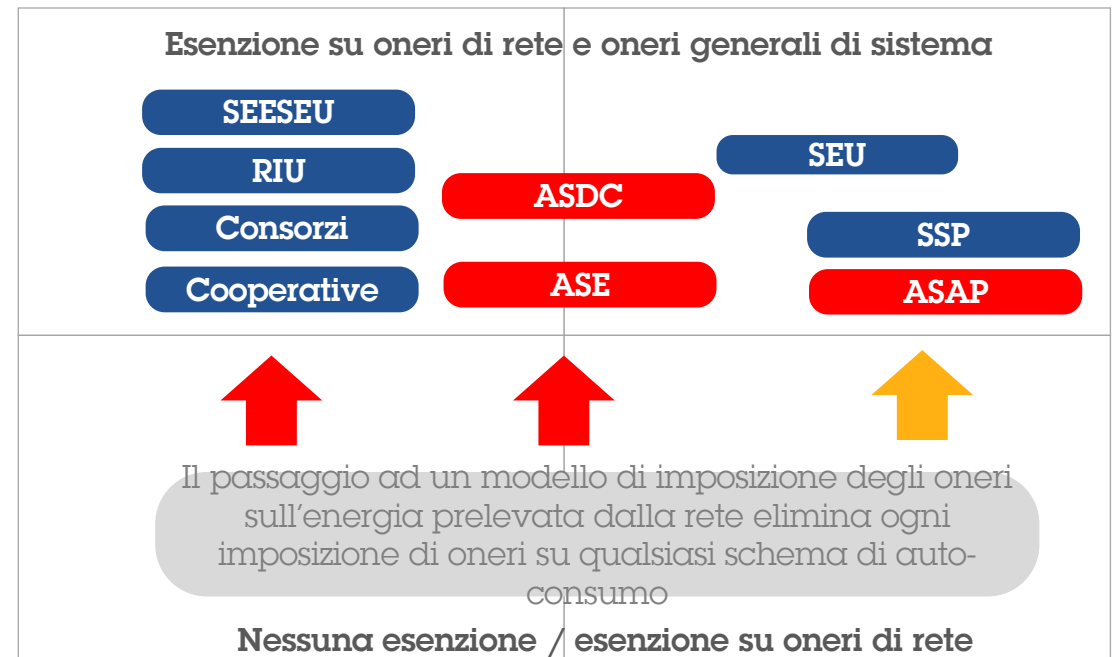 Esenzione su oneri di rete e oneri generali di sistema
SEESEU
RIU
Consorzi
Cooperative
ASDC
ASE
SEU
SSP
ASAP
Il passaggio ad un modello di imposizione degli oneri
sull'energia prelevata dalla rete elimina ogni
imposizione di oneri su qualsiasi schema di auto-
consumo
Nessuna esenzione / esenzione su oneri di rete